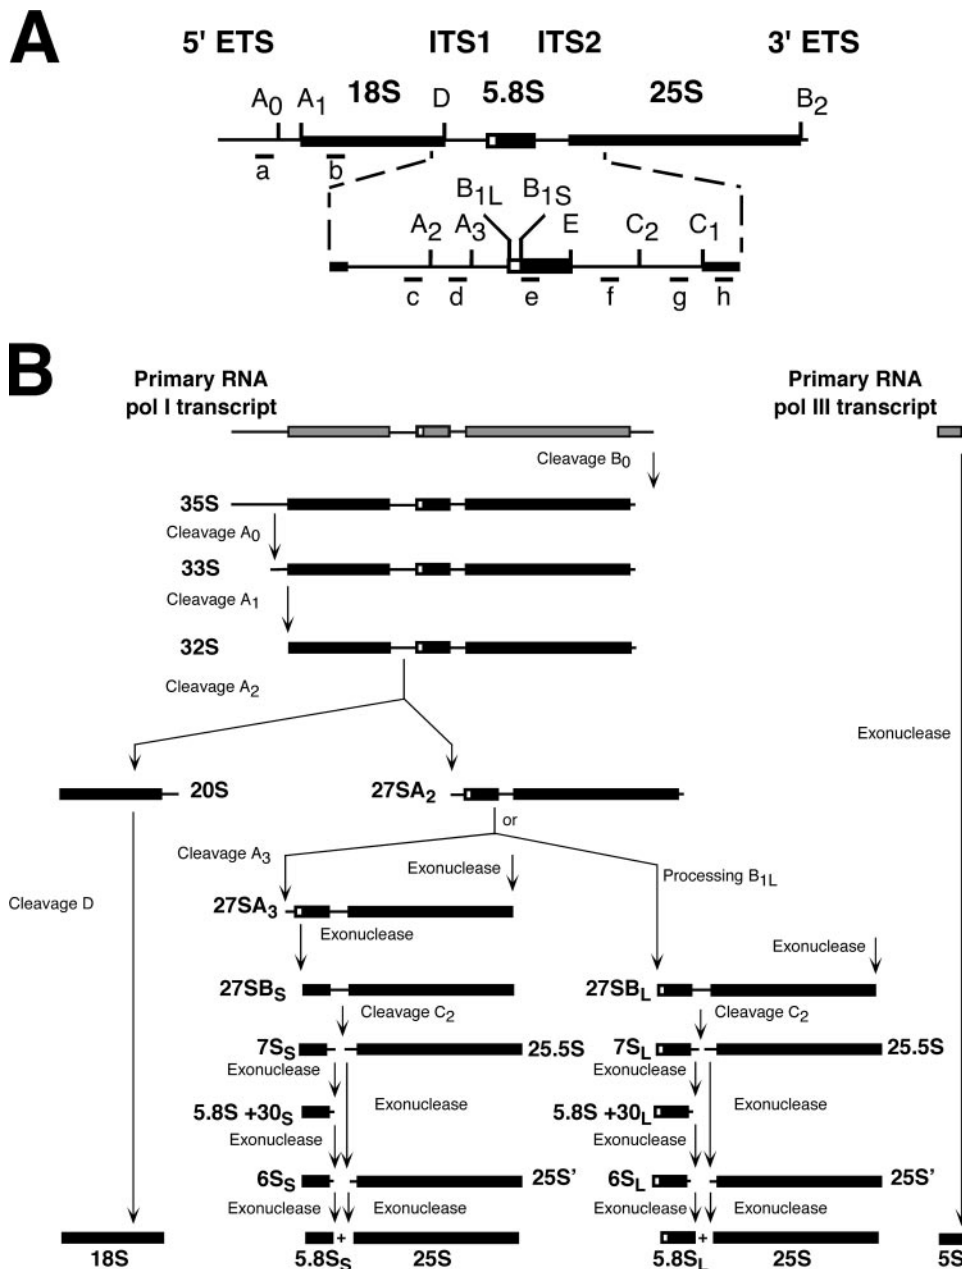 A
5' ETS ITS1 ITS2 3' ETS
18S 5.8S 25S
A0 A1 D B2
a b
B1L B1S
A2 A3 E C2 C1
c d e f g h
B
Primary RNA
pol I transcript
Primary RNA
pol III transcript
Cleavage B0
35S
Cleavage A0
33S
Cleavage A1
32S
Cleavage A2
Exonuclease
20S 27SA2
or
Cleavage A3 Exonuclease Processing B1L
Cleavage D
27SA3
Exonuclease Exonuclease
27SBS 27SBL
Cleavage C2 Cleavage C2
7SS 25.5S 7SL 25.5S
Exonuclease Exonuclease
5.8S +30S Exonuclease 5.8S +30L Exonuclease
Exonuclease Exonuclease
6SS 25S' 6SL 25S'
Exonuclease Exonuclease Exonuclease Exonuclease
+ +
18S 5.8SS 25S 5.8SL 25S 5S